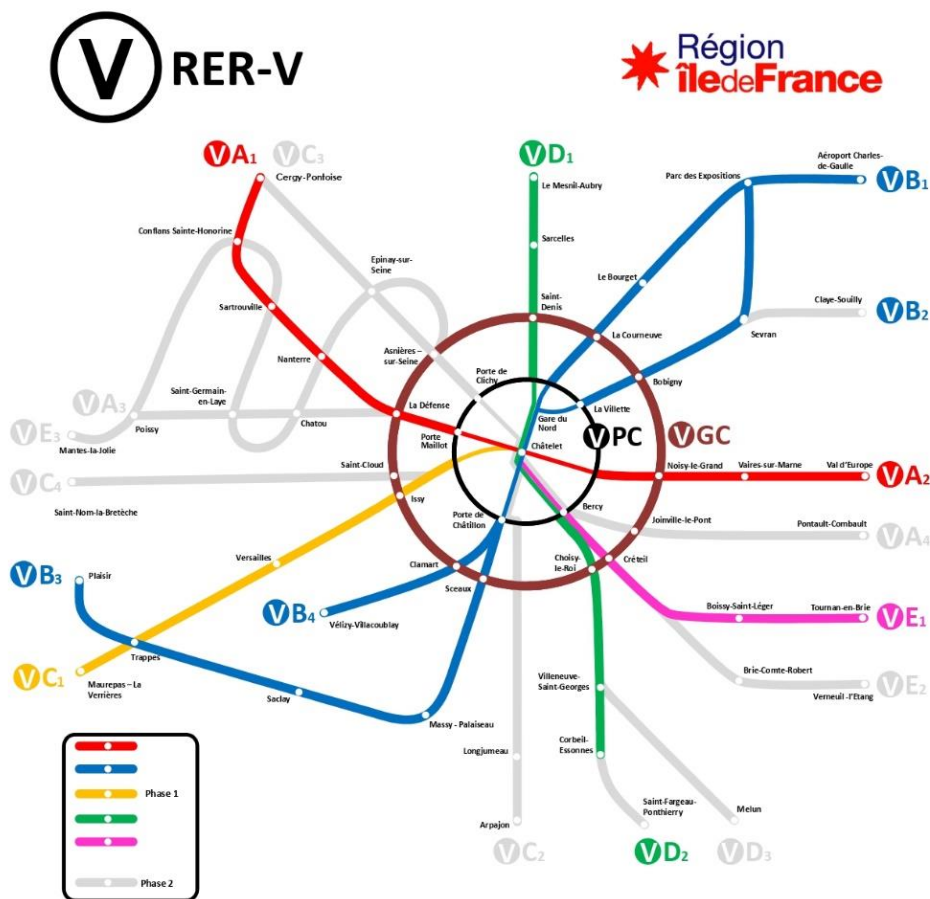 V RER-V
Région
îledeFrance
VA1
VC3
Cergy-Pontoise
VD1
Le Mesnil-Aubry
Parc des Expositions
Aéroport Charles-
de-Gaulle
VB1
Conflans Sainte-Honorine
Epinay-sur-
Seine
Sarcelles
Le Bourget
Sartrouville
Saint-
Denis
Claye-Souilly
VB2
La Courneuve
Sevran
Nanterre
Asnières –
sur-Seine
Porte de
Clichy
Bobigny
VA3
Saint-Germain-
en-Laye
La Défense
La Villette
VE3
Poissy
Chatou
Gare du
Nord
VPC
VGC
Mantes-la-Jolie
Porte
Maillot
Châtelet
Saint-Cloud
Noisy-le-Grand
Vaires-sur-Marne
Val d’Europe
VA2
VC4
Issy
Saint-Nom-la-Bretèche
Bercy
Porte de
Châtillon
Joinville-le-Pont
Pontault-Combault
VA4
Versailles
Clamart
Sceaux
Choisy-
le-Roi
Créteil
VB3
Plaisir
VB4
Vélizy-Villacoublay
Boissy-Saint-Léger
Tournan-en-Brie
VE1
Trappes
VC1
Maurepas – La
Verrières
Saclay
Massy - Palaiseau
Villeneuve-
Saint-Georges
Brie-Comte-Robert
Verneuil -l’Etang
VE2
Longjumeau
Corbeil-
Essonnes
Phase 1
Arpajon
VC2
Saint-Fargeau-
Ponthierry
VD2
Melun
VD3
Phase 2